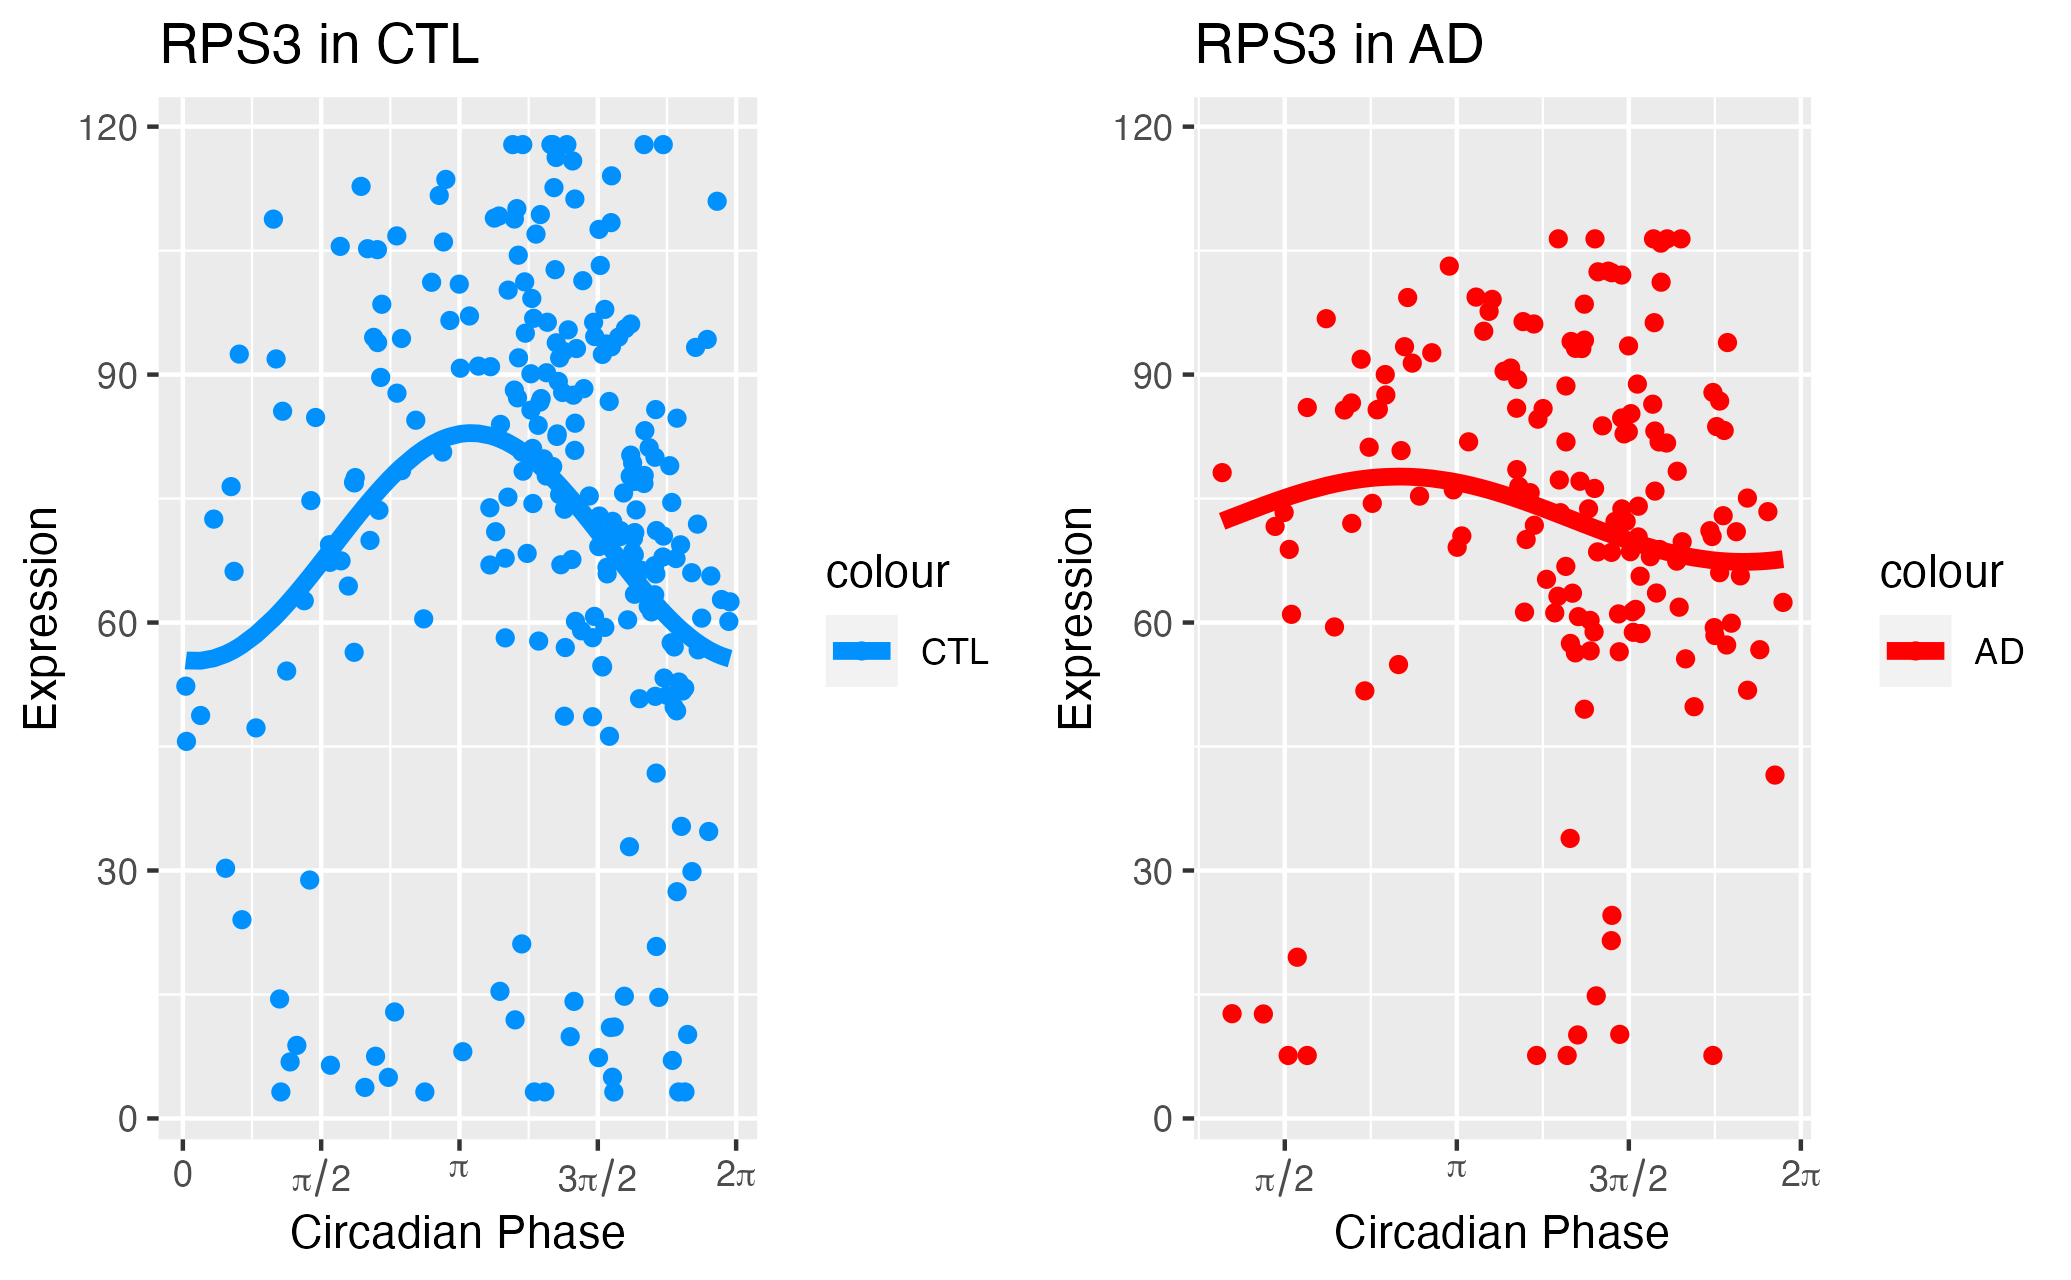 RPS3 in CTL
120
90
60
30
0
Expression
0
π/2
π
3π/2
2π
Circadian Phase
colour
CTL
RPS3 in AD
120
90
60
30
0
Expression
π/2
π
3π/2
2π
Circadian Phase
colour
AD